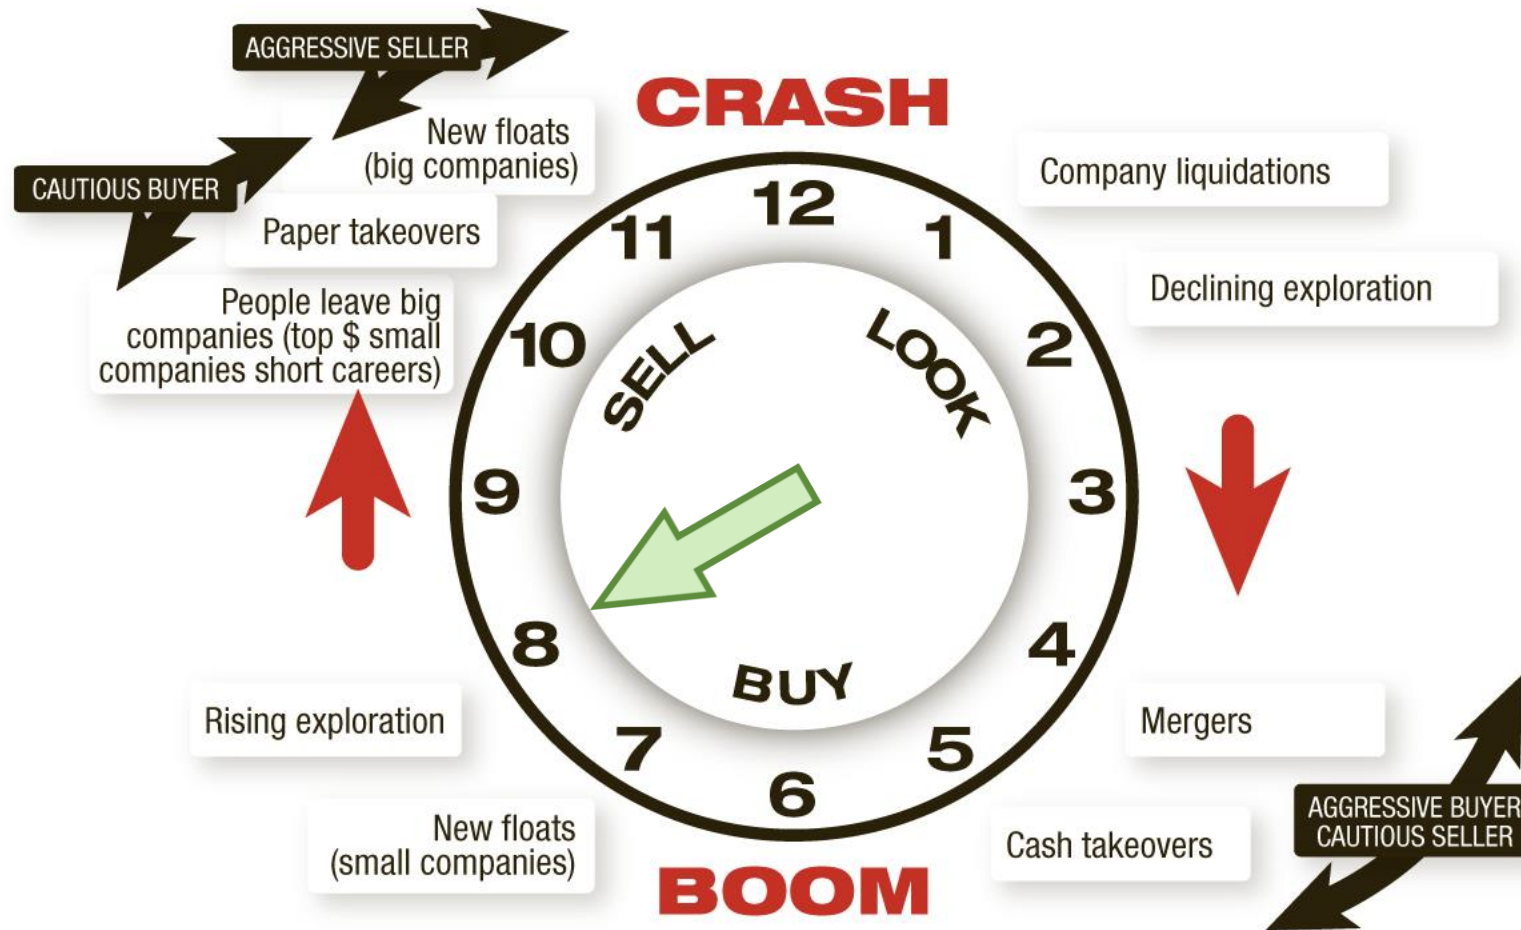 AGGRESSIVE SELLER
CRASH
New floats
(big companies)
CAUTIOUS BUYER
Paper takeovers
People leave big
companies (top $ small
companies short careers)
Company liquidations
Declining exploration
12
1
2
3
4
5
6
7
8
9
10
11
SELL
LOOK
BUY
Rising exploration
New floats
(small companies)
BOOM
Mergers
Cash takeovers
AGGRESSIVE BUYER
CAUTIOUS SELLER